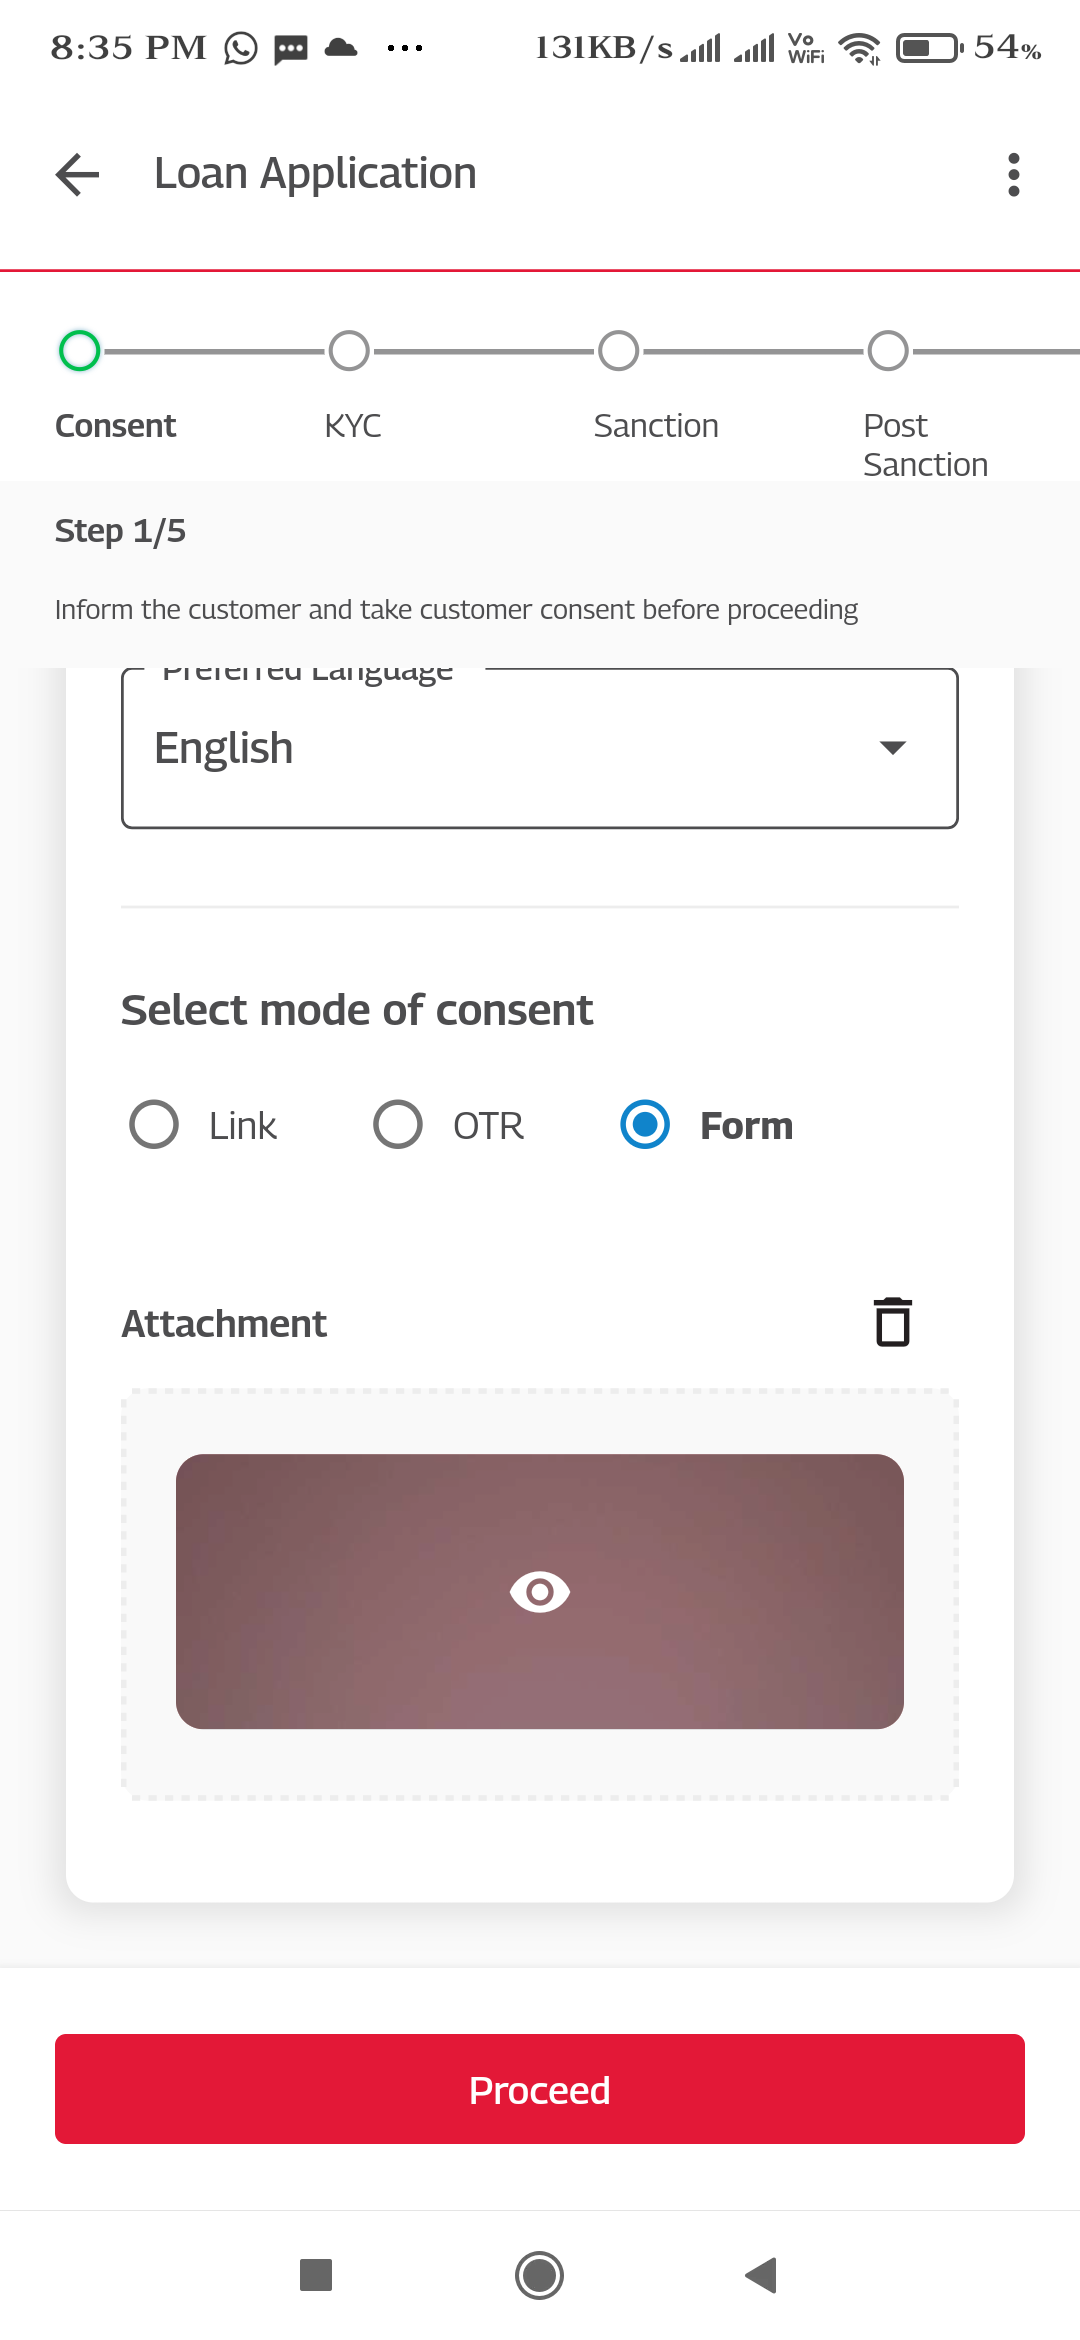 8:35 PM ... 131KB/s Vo WiFi 54%
Loan Application
Consent KYC Sanction Post Sanction
Step 1/5
Inform the customer and take customer consent before proceeding
Preferred Language
English
Select mode of consent
Link OTR Form
Attachment
Proceed